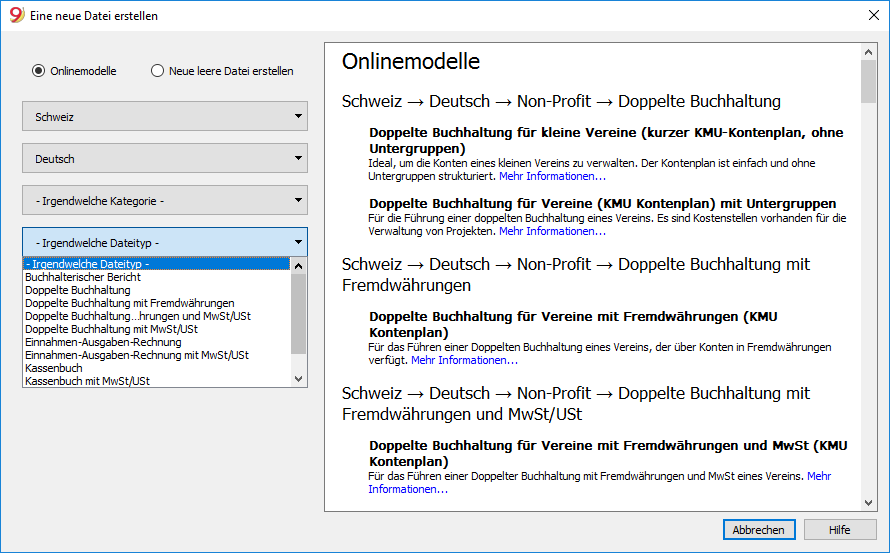 Eine neue Datei erstellen
Onlinemodelle
Neue leere Datei erstellen
Schweiz
Deutsch
- Irgendwelche Kategorie -
- Irgendwelche Dateityp -
- Irgendwelche Dateityp -
Buchhalterischer Bericht
Doppelte Buchhaltung
Doppelte Buchhaltung mit Fremdwährungen
Doppelte Buchhaltung...hrungen und MwSt/USt
Doppelte Buchhaltung mit MwSt/USt
Einnahmen-Ausgaben-Rechnung
Einnahmen-Ausgaben-Rechnung mit MwSt/USt
Kassenbuch
Kassenbuch mit MwSt/USt
Onlinemodelle
Schweiz → Deutsch → Non-Profit → Doppelte Buchhaltung
Doppelte Buchhaltung für kleine Vereine (kurzer KMU-Kontenplan, ohne
Untergruppen)
Ideal, um die Konten eines kleinen Vereins zu verwalten. Der Kontenplan ist einfach und ohne
Untergruppen strukturiert. Mehr Informationen...
Doppelte Buchhaltung für Vereine (KMU Kontenplan) mit Untergruppen
Für die Führung einer doppelten Buchhaltung eines Vereins. Es sind Kostenstellen vorhanden für die
Verwaltung von Projekten. Mehr Informationen...
Schweiz → Deutsch → Non-Profit → Doppelte Buchhaltung mit
Fremdwährungen
Doppelte Buchhaltung für Vereine mit Fremdwährungen (KMU
Kontenplan)
Für das Führen einer Doppelten Buchhaltung eines Vereins, der über Konten in Fremdwährungen
verfügt. Mehr Informationen...
Schweiz → Deutsch → Non-Profit → Doppelte Buchhaltung mit
Fremdwährungen und MwSt/USt
Doppelte Buchhaltung für Vereine mit Fremdwährungen und MwSt (KMU
Kontenplan)
Für das Führen einer Doppelter Buchhaltung mit Fremdwährungen und MwSt eines Vereins. Mehr
Informationen...
Abbrechen
Hilfe